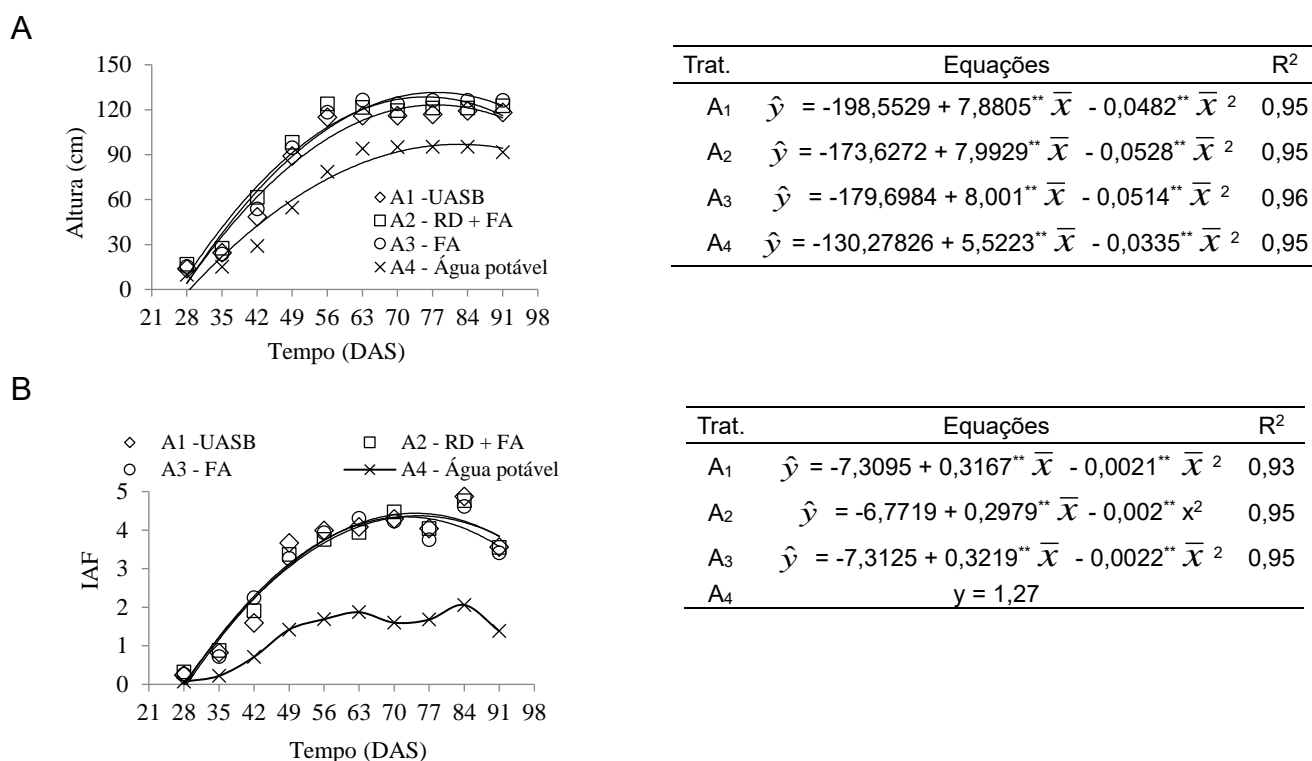 A
Altura (cm)
150
120
90
60
30
0
A1 -UASB
A2 - RD + FA
A3 - FA
A4 - Água potável
21 28 35 42 49 56 63 70 77 84 91 98
Tempo (DAS)
Trat. Equações R²
A₁ ŷ = -198,5529 + 7,8805** x̅ - 0,0482** x̅ ² 0,95
A₂ ŷ = -173,6272 + 7,9929** x̅ - 0,0528** x̅ ² 0,95
A₃ ŷ = -179,6984 + 8,001** x̅ - 0,0514** x̅ ² 0,96
A₄ ŷ = -130,27826 + 5,5223** x̅ - 0,0335** x̅ ² 0,95
B
A1 -UASB A2 - RD + FA
A3 - FA A4 - Água potável
IAF
5
4
3
2
1
0
21 28 35 42 49 56 63 70 77 84 91 98
Tempo (DAS)
Trat. Equações R²
A₁ ŷ = -7,3095 + 0,3167** x̅ - 0,0021** x̅ ² 0,93
A₂ ŷ = -6,7719 + 0,2979** x̅ - 0,002** x² 0,95
A₃ ŷ = -7,3125 + 0,3219** x̅ - 0,0022** x̅ ² 0,95
A₄ y = 1,27